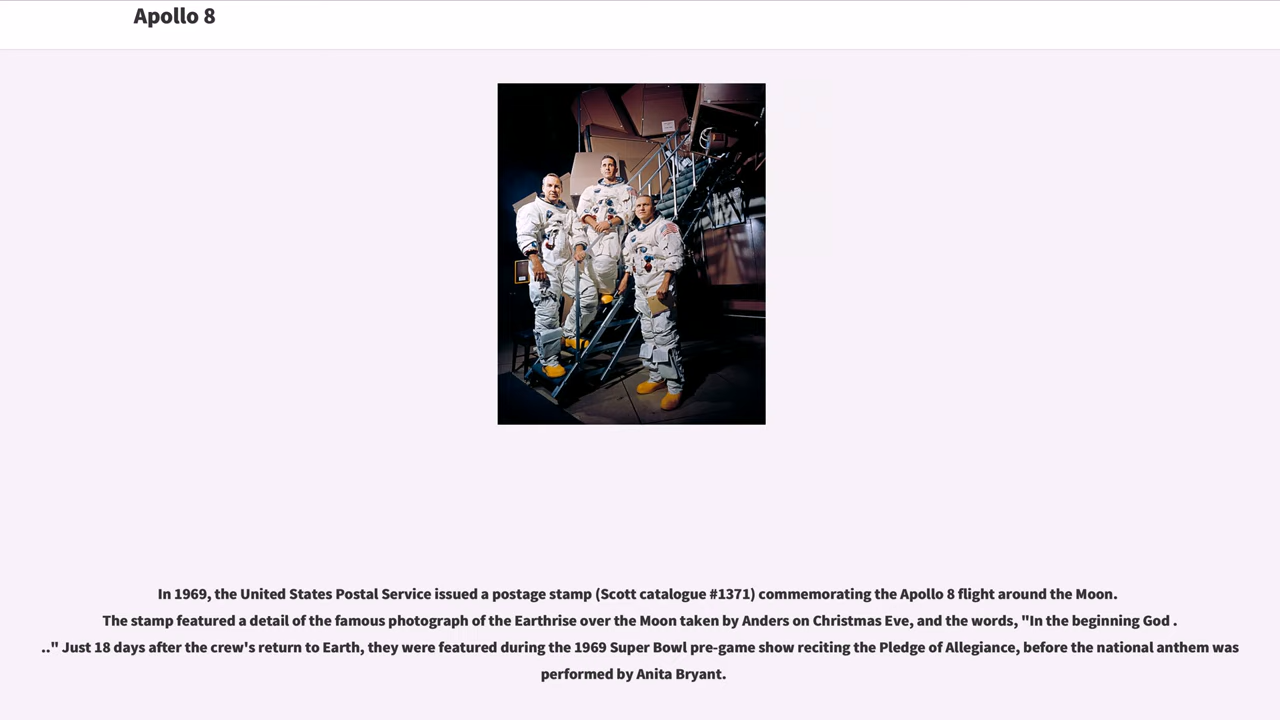 Apollo 8
In 1969, the United States Postal Service issued a postage stamp (Scott catalogue #1371) commemorating the Apollo 8 flight around the Moon.
The stamp featured a detail of the famous photograph of the Earthrise over the Moon taken by Anders on Christmas Eve, and the words, "In the beginning God .
.." Just 18 days after the crew's return to Earth, they were featured during the 1969 Super Bowl pre-game show reciting the Pledge of Allegiance, before the national anthem was
performed by Anita Bryant.